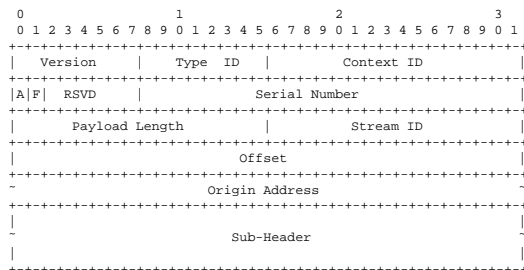 0                   1                   2                   3
 0 1 2 3 4 5 6 7 8 9 0 1 2 3 4 5 6 7 8 9 0 1 2 3 4 5 6 7 8 9 0 1
+-+-+-+-+-+-+-+-+-+-+-+-+-+-+-+-+-+-+-+-+-+-+-+-+-+-+-+-+-+-+-+-+
|    Version    |    Type  ID   |         Context ID            |
+-+-+-+-+-+-+-+-+-+-+-+-+-+-+-+-+-+-+-+-+-+-+-+-+-+-+-+-+-+-+-+-+
|A|F|  RSVD     |              Serial Number                    |
+-+-+-+-+-+-+-+-+-+-+-+-+-+-+-+-+-+-+-+-+-+-+-+-+-+-+-+-+-+-+-+-+
|        Payload Length         |          Stream ID            |
+-+-+-+-+-+-+-+-+-+-+-+-+-+-+-+-+-+-+-+-+-+-+-+-+-+-+-+-+-+-+-+-+
|                            Offset                             |
+-+-+-+-+-+-+-+-+-+-+-+-+-+-+-+-+-+-+-+-+-+-+-+-+-+-+-+-+-+-+-+-+
~                        Origin Address                         ~
+-+-+-+-+-+-+-+-+-+-+-+-+-+-+-+-+-+-+-+-+-+-+-+-+-+-+-+-+-+-+-+-+
|                                                               |
~                          Sub-Header                           ~
|                                                               |
+-+-+-+-+-+-+-+-+-+-+-+-+-+-+-+-+-+-+-+-+-+-+-+-+-+-+-+-+-+-+-+-+